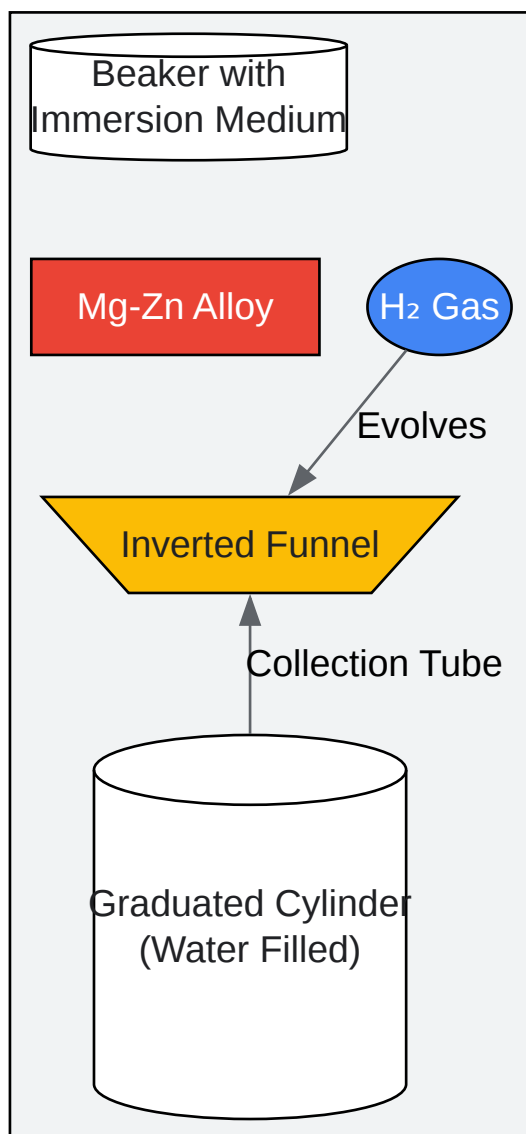 Beaker with
Immersion Medium
Mg-Zn Alloy
H₂ Gas
Evolves
Inverted Funnel
Collection Tube
Graduated Cylinder
(Water Filled)